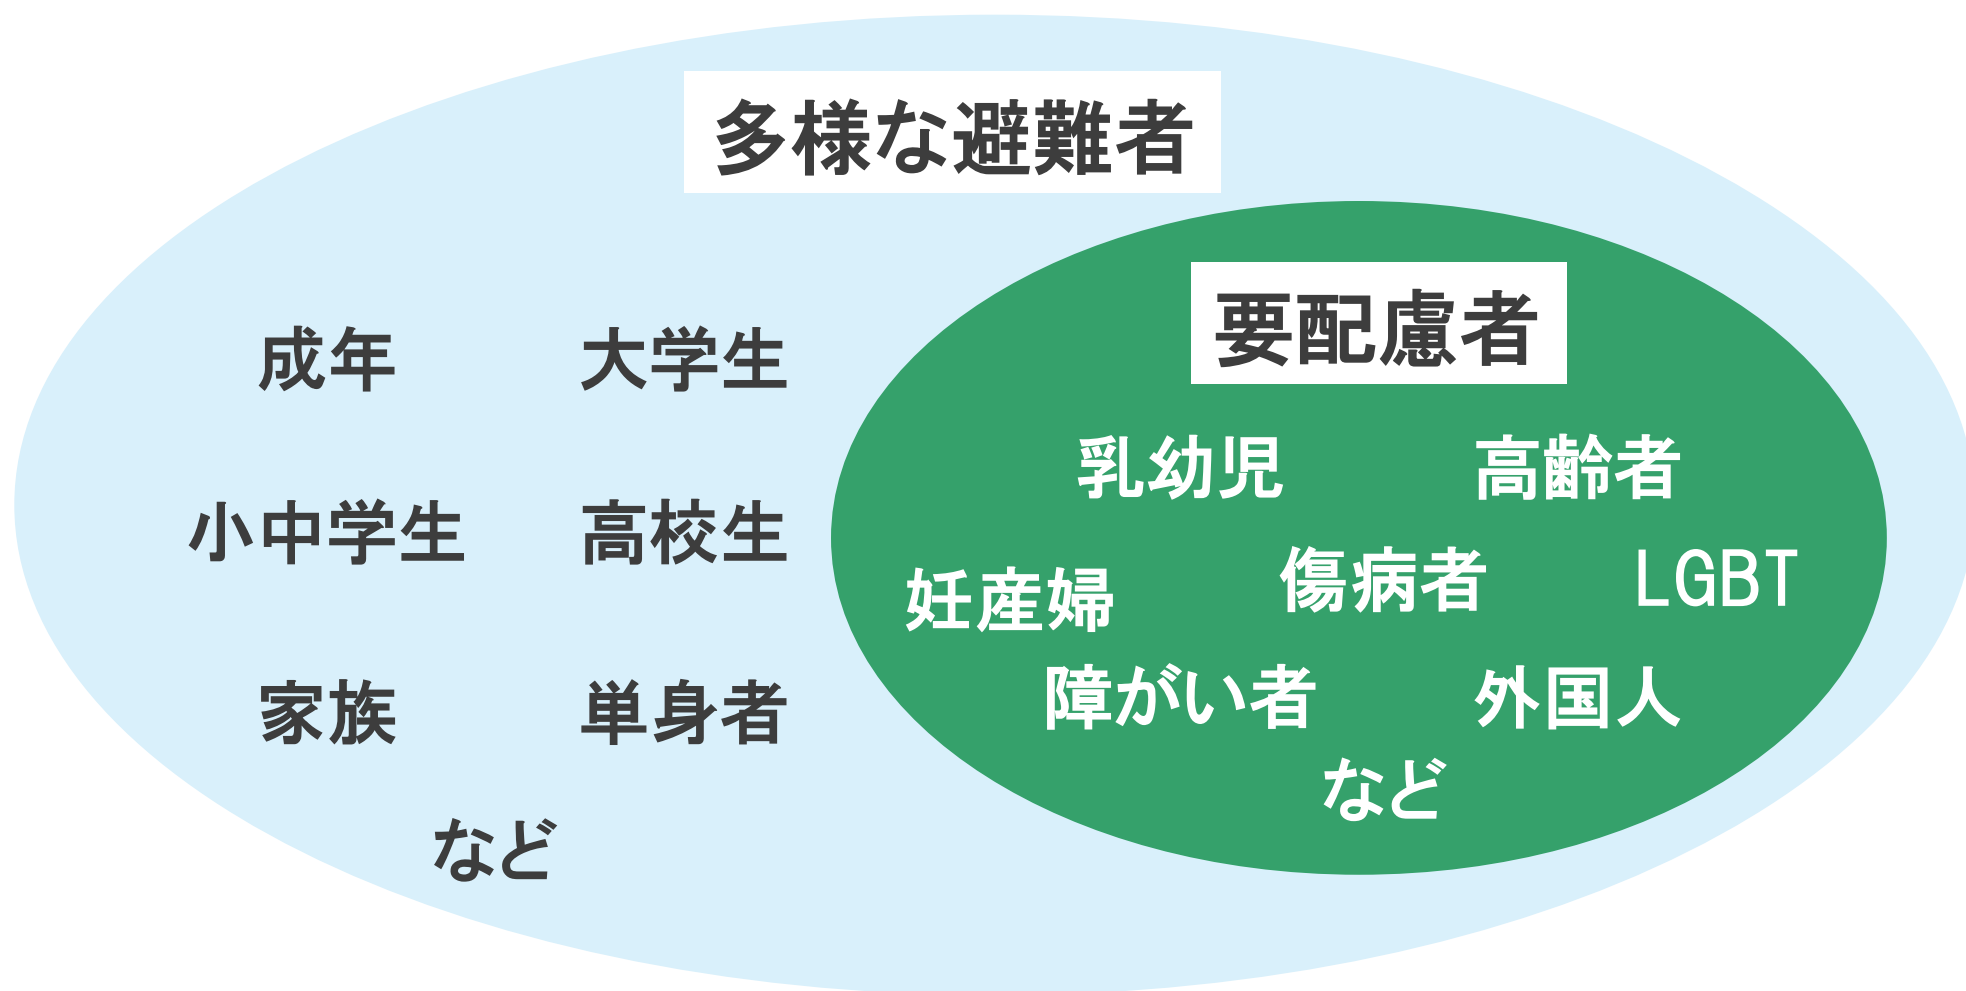 多様な避難者
要配慮者
成年
大学生
小中学生
高校生
家族
単身者
など
乳幼児
高齢者
妊産婦
傷病者
LGBT
障がい者
外国人
など